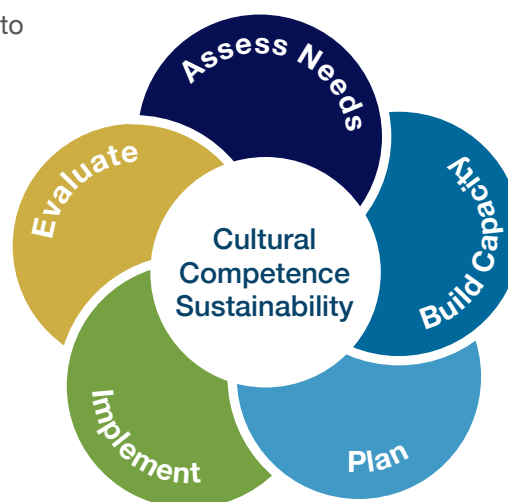 to
Assess Needs
Build Capacity
Plan
Implement
Evaluate
Cultural
Competence
Sustainability